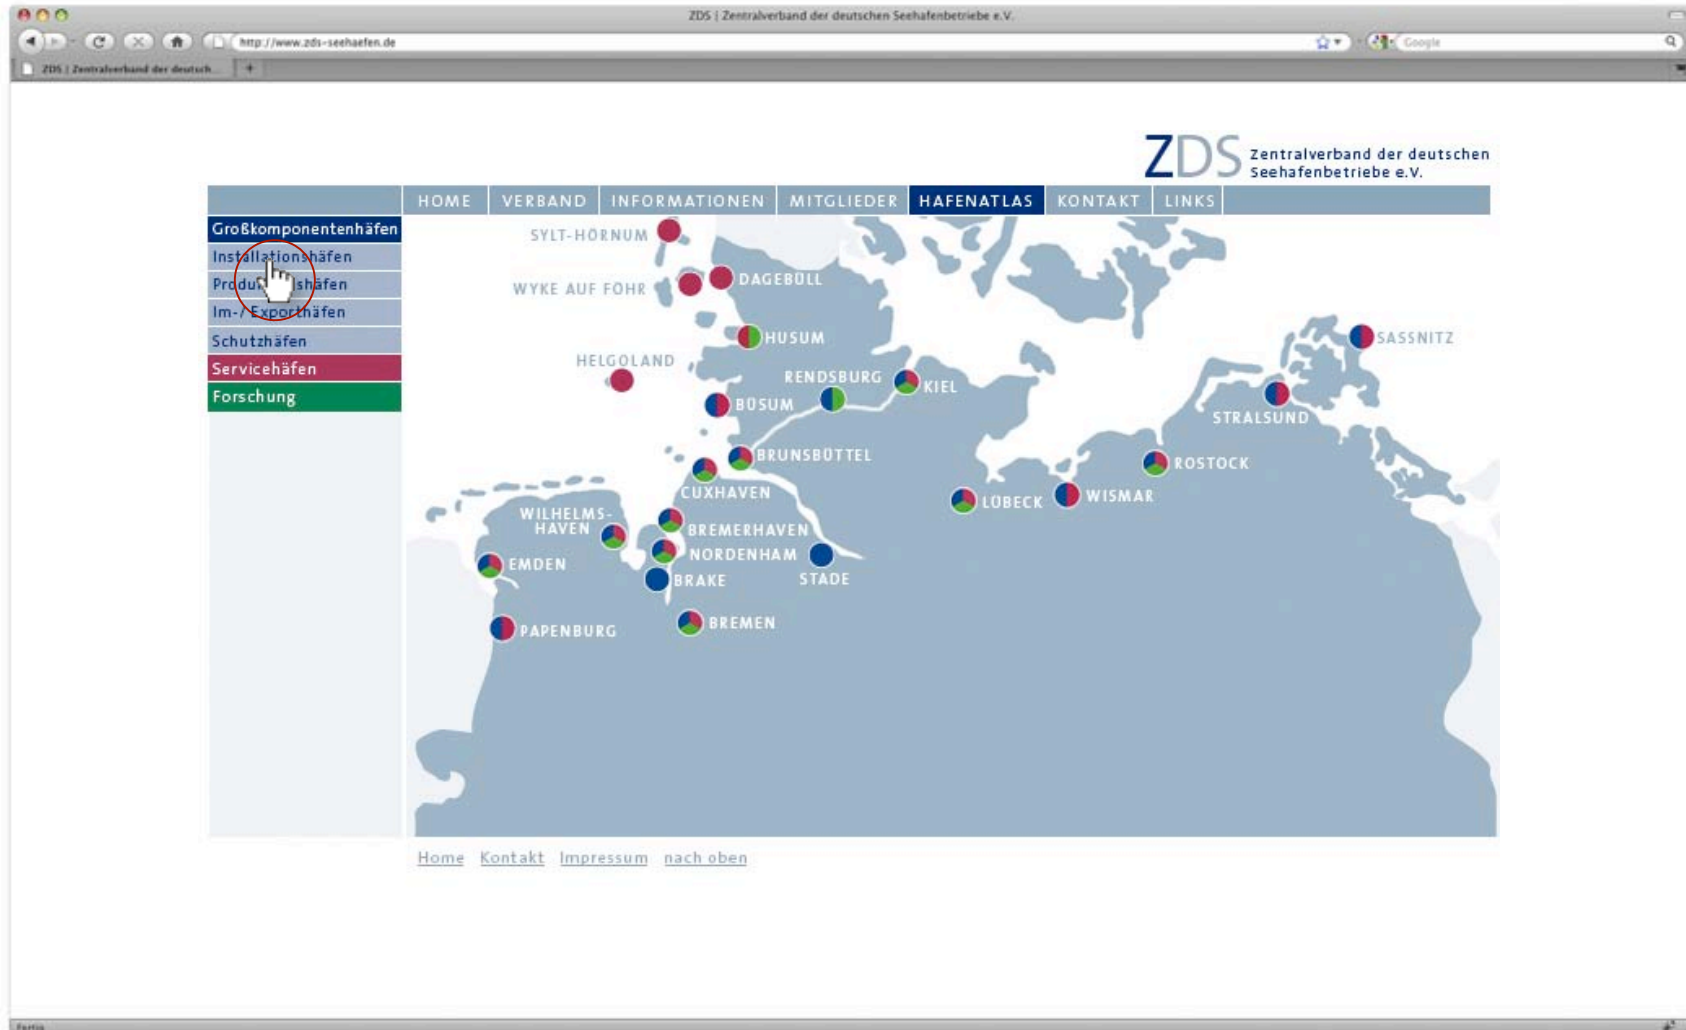 ZDS | Zentralverband der deutschen Seehafenbetriebe e.V.
http://www.zds-seehaefen.de
Google
ZDS | Zentralverband der deutsch...
ZDS Zentralverband der deutschen
Seehafenbetriebe e.V.
HOME VERBAND INFORMATIONEN MITGLIEDER HAFENATLAS KONTAKT LINKS
Großkomponentenhäfen
Installationshäfen
Im-/ Exporthäfen
Schutzhäfen
Servicehäfen
Forschung
SYLT-HÖRNUM
DAGEBÜLL
WYKE AUF FÖHR
HUSUM
SASSNITZ
HELGOLAND
RENDSBURG
KIEL
BÜSUM
STRALSUND
BRUNSBÜTTEL
ROSTOCK
CUXHAVEN
LÜBECK
WISMAR
WILHELMS-
HAVEN
BREMERHAVEN
NORDENHAM
EMDEN
BRAKE
STADE
BREMEN
PAPENBURG
Home Kontakt Impressum nach oben
Fertig